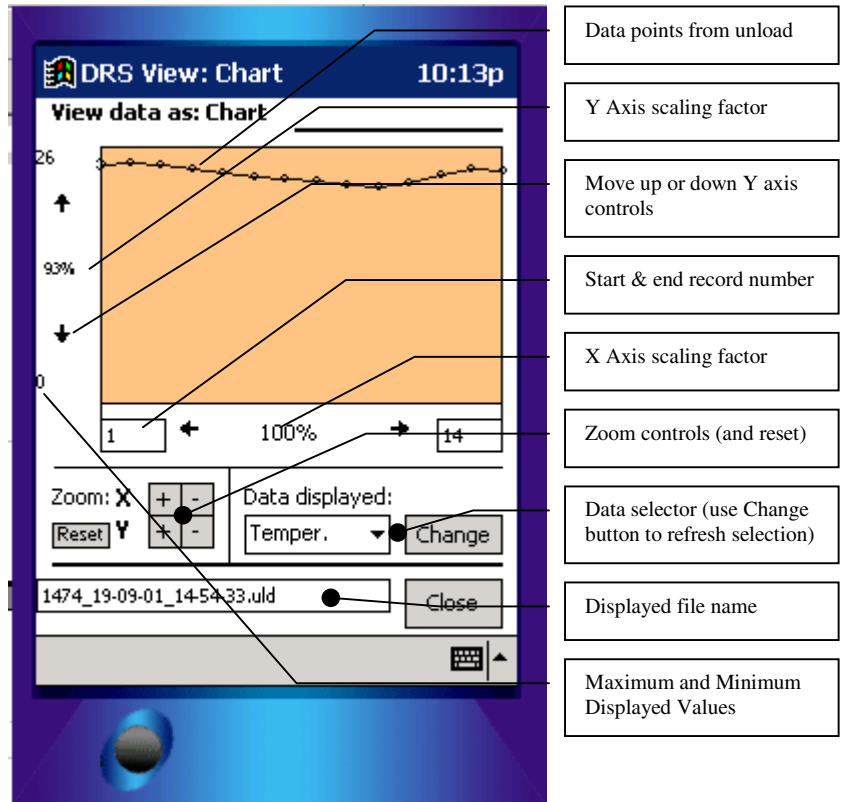 DRS View: Chart 10:13p
View data as: Chart
26
93%
0
1 100% 14
Zoom: X + - Data displayed:
Reset Y + - Temper. Change
1474_19-09-01_14-54-33.uld Close
Data points from unload
Y Axis scaling factor
Move up or down Y axis
controls
Start & end record number
X Axis scaling factor
Zoom controls (and reset)
Data selector (use Change
button to refresh selection)
Displayed file name
Maximum and Minimum
Displayed Values